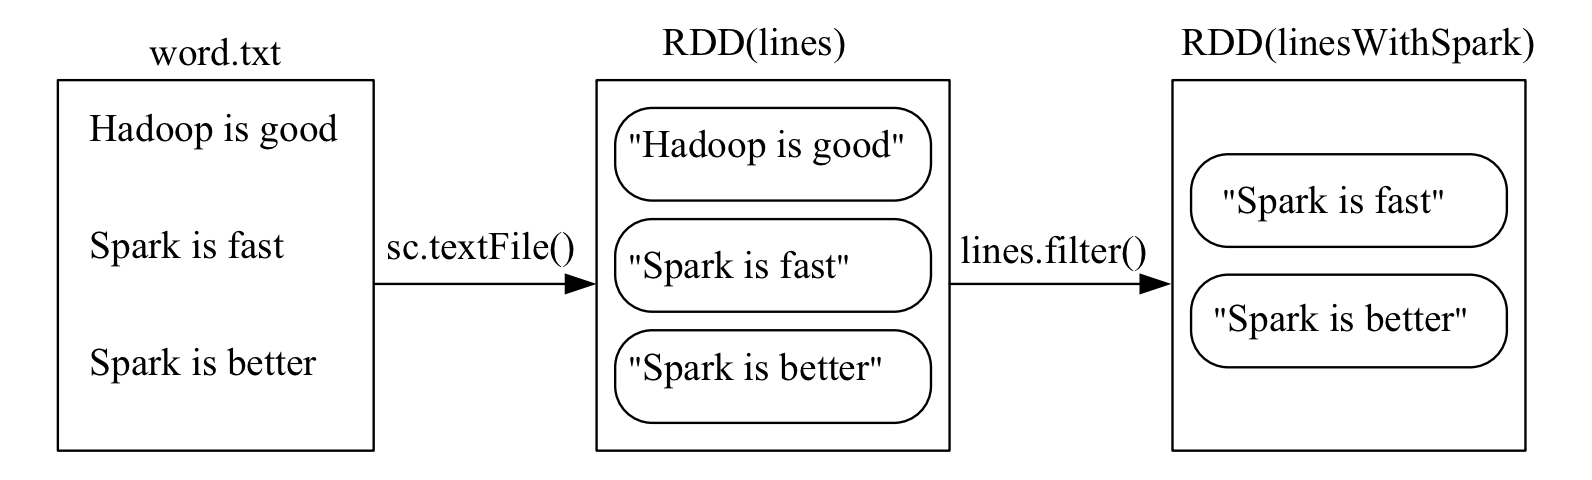 word.txt
Hadoop is good
Spark is fast
Spark is better
sc.textFile()
RDD(lines)
"Hadoop is good"
"Spark is fast"
"Spark is better"
lines.filter()
RDD(linesWithSpark)
"Spark is fast"
"Spark is better"